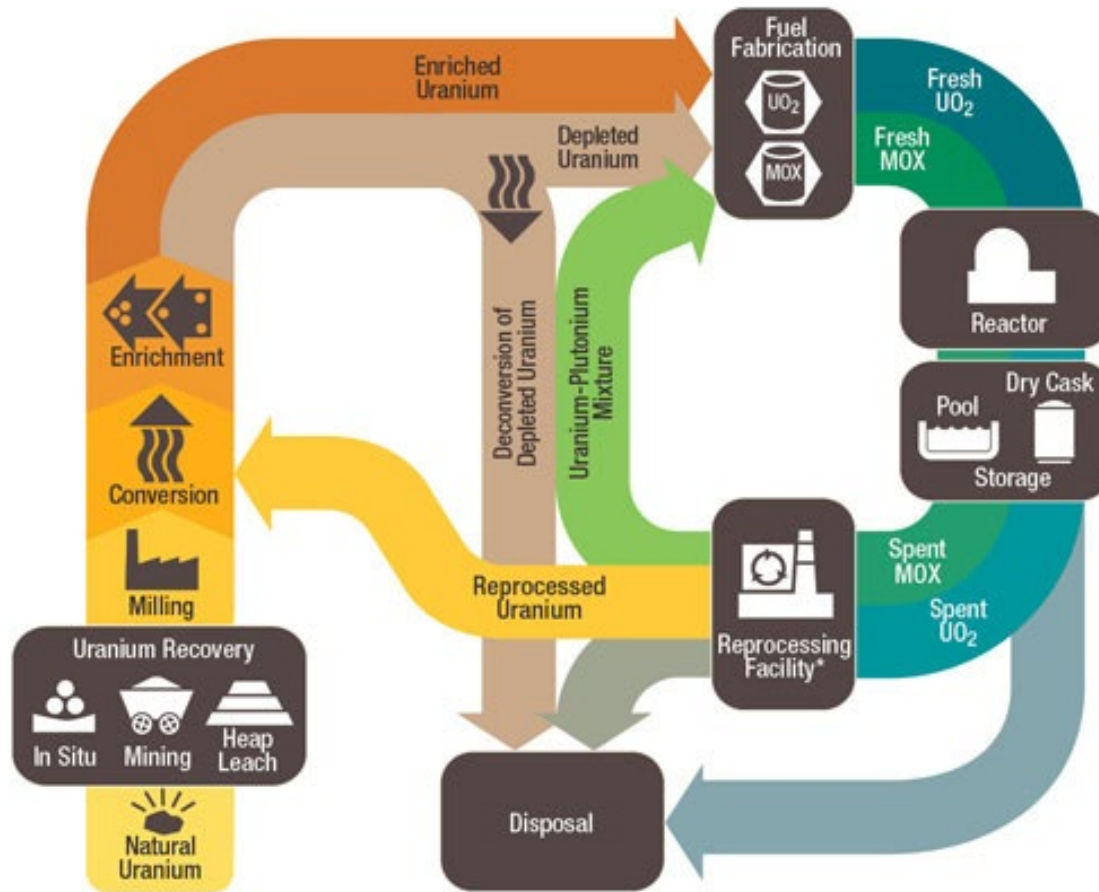 Fuel
Fabrication
UO₂
MOX
Enriched
Uranium
Depleted
Uranium
Fresh
UO₂
Fresh
MOX
Reactor
Dry Cask
Pool
Storage
Enrichment
Conversion
Milling
Deconversion of
Depleted Uranium
Uranium-Plutonium
Mixture
Reprocessed
Uranium
Spent
MOX
Spent
UO₂
Reprocessing
Facility*
Uranium Recovery
In Situ
Mining
Heap
Leach
Natural
Uranium
Disposal